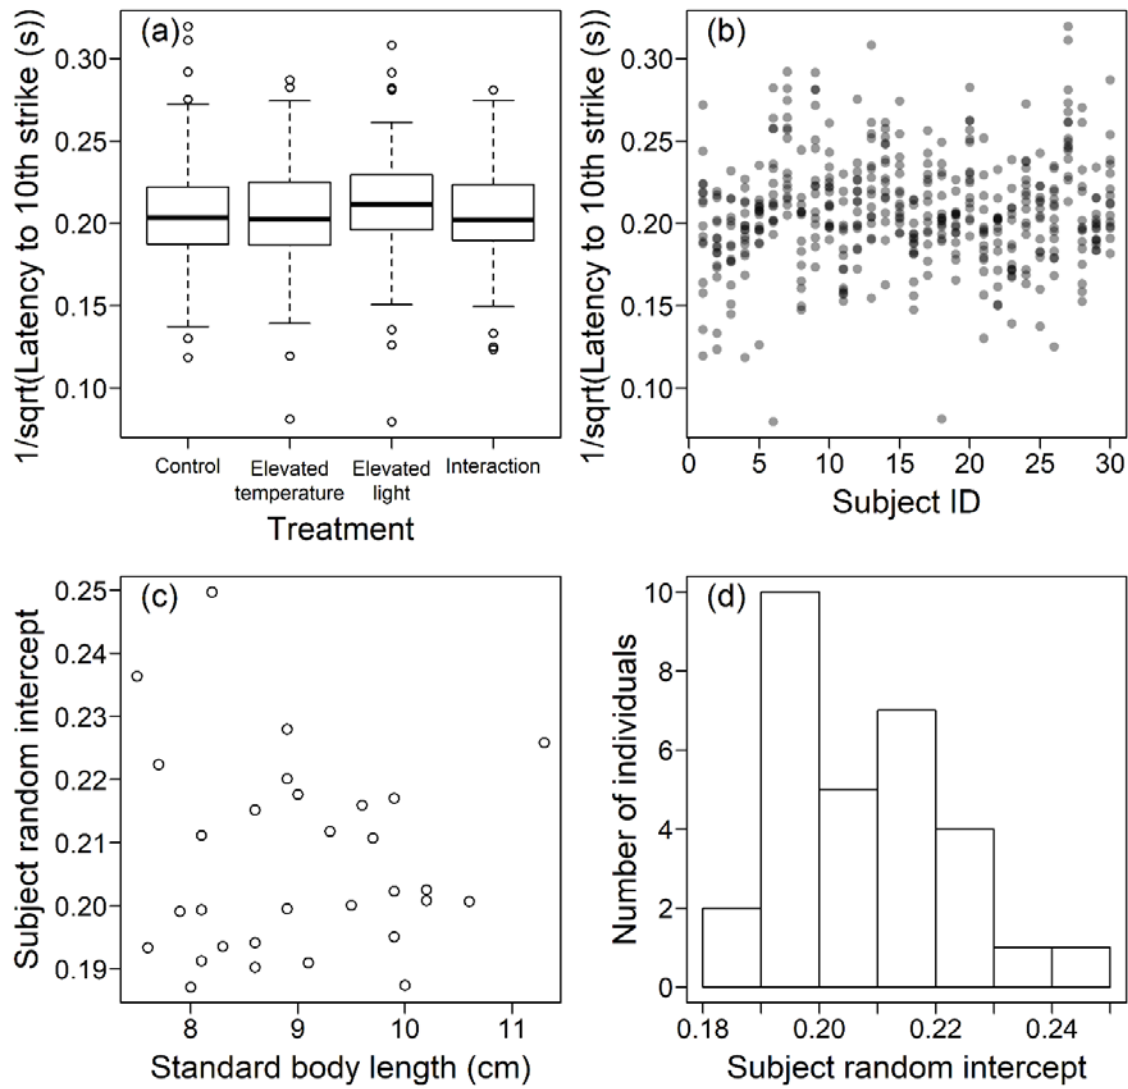 (a)
1/sqrt(Latency to 10th strike (s))
0.30
0.25
0.20
0.15
0.10
Control
Elevated
temperature
Elevated
light
Interaction
Treatment
(b)
1/sqrt(Latency to 10th strike (s))
0.30
0.25
0.20
0.15
0.10
0 5 10 15 20 25 30
Subject ID
(c)
Subject random intercept
0.25
0.24
0.23
0.22
0.21
0.20
0.19
8 9 10 11
Standard body length (cm)
(d)
Number of individuals
10
8
6
4
2
0
0.18 0.20 0.22 0.24
Subject random intercept